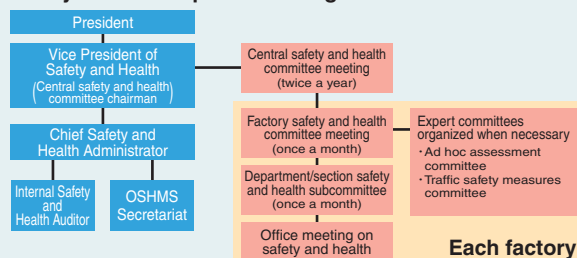 President
Vice President of
Safety and Health
(Central safety and health
committee chairman)
Chief Safety and
Health Administrator
Internal Safety
and
Health Auditor
OSHMS
Secretariat
Central safety and health
committee meeting
(twice a year)
Factory safety and health
committee meeting
(once a month)
Department/section safety
and health subcommittee
(once a month)
Office meeting on
safety and health
Expert committees
organized when necessary
・Ad hoc assessment
committee
・Traffic safety measures
committee
Each factory